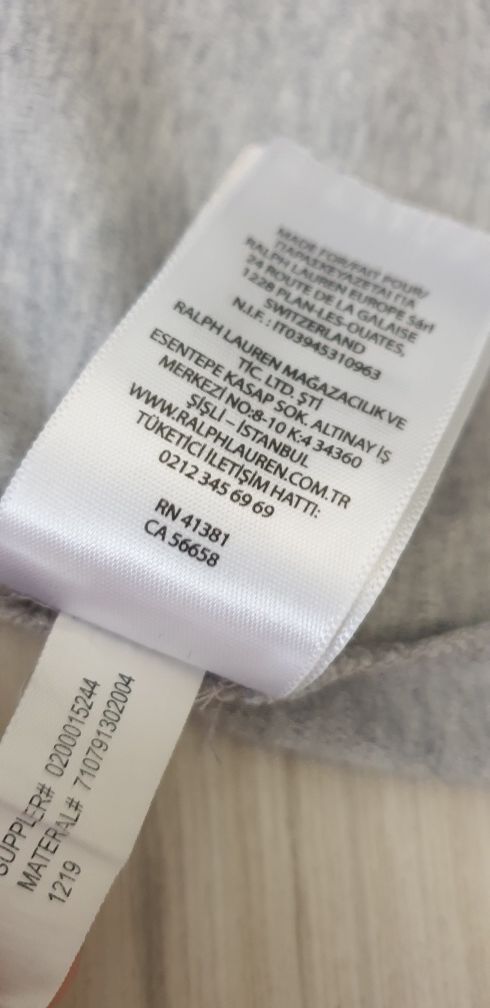 MADE FOR/FAIT POUR/
ΠΑΡΑΣΚΕΥΑΖΕΤΑΙ ΓΙΑ
RALPH LAUREN EUROPE Sàrl
24 ROUTE DE LA GALAISE
1228 PLAN-LES-OUATES,
SWITZERLAND
N.I.F. : IT03945310963
RALPH LAUREN MAĞAZACILIK VE
TİC. LTD. ŞTİ
ESENTEPE KASAP SOK. ALTINAY İŞ
MERKEZİ NO:8-10 K:4 34360
ŞİŞLİ – İSTANBUL
WWW.RALPHLAUREN.COM.TR
TÜKETİCİ İLETİŞİM HATTI:
0212 345 69 69
RN 41381
CA 56658
SUPPLER# 0200015244
MATERAL# 710791302004
1219